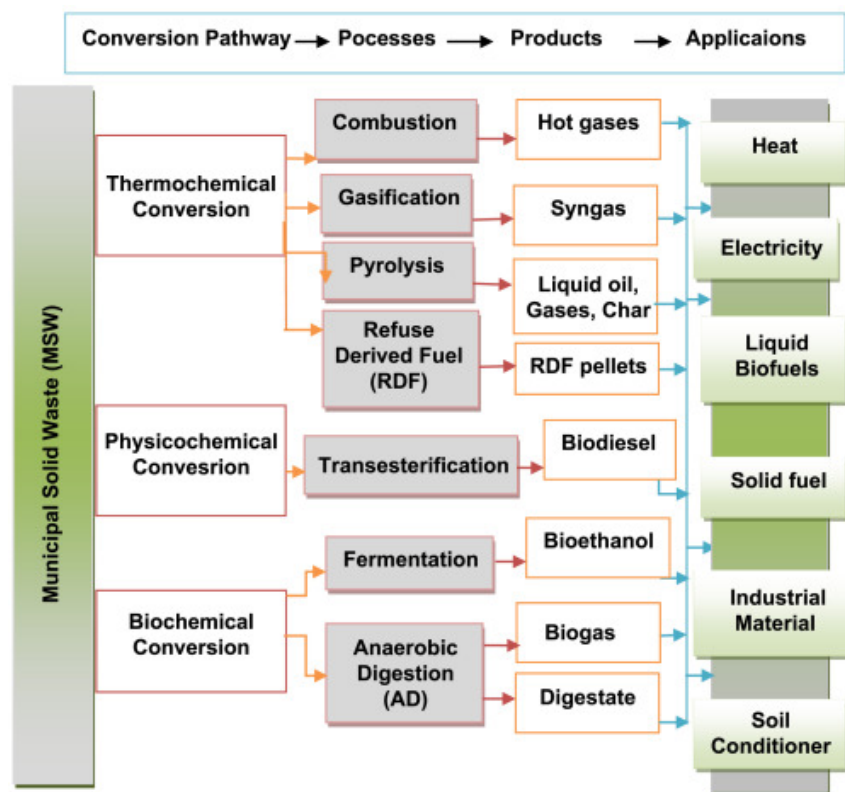 Conversion Pathway → Pocesses → Products → Applicaions
Municipal Solid Waste (MSW)
Thermochemical
Conversion
Combustion
Hot gases
Gasification
Syngas
Pyrolysis
Liquid oil,
Gases, Char
Refuse
Derived Fuel
(RDF)
RDF pellets
Physicochemical
Convesrion
Transesterification
Biodiesel
Biochemical
Conversion
Fermentation
Bioethanol
Anaerobic
Digestion
(AD)
Biogas
Digestate
Heat
Electricity
Liquid
Biofuels
Solid fuel
Industrial
Material
Soil
Conditioner